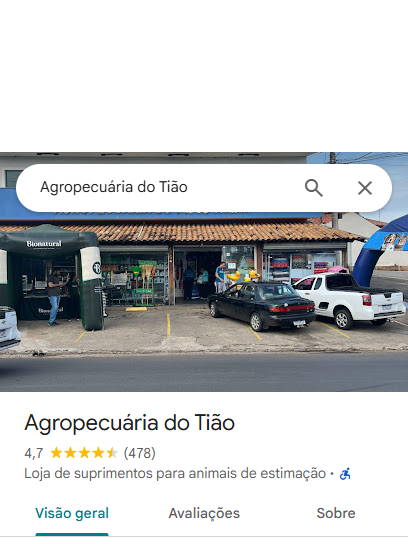 Agropecuária do Tião
Bionatural
Bionatural
Agropecuária do Tião
4,7 (478)
Loja de suprimentos para animais de estimação ·
Visão geral
Avaliações
Sobre